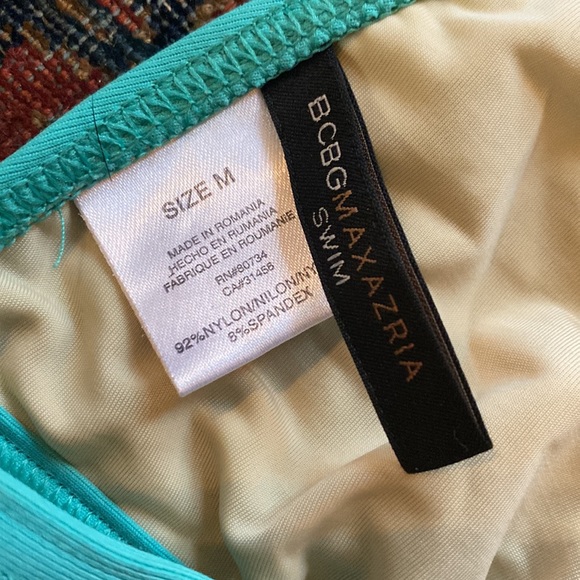 SIZE M
MADE IN ROMANIA
HECHO EN RUMANIA
FABRIQUE EN ROUMANIE
RN#80734
CA#31458
92%NYLON/NILON/NY
8%SPANDEX
BCBGMAXAZRIA
SWIM